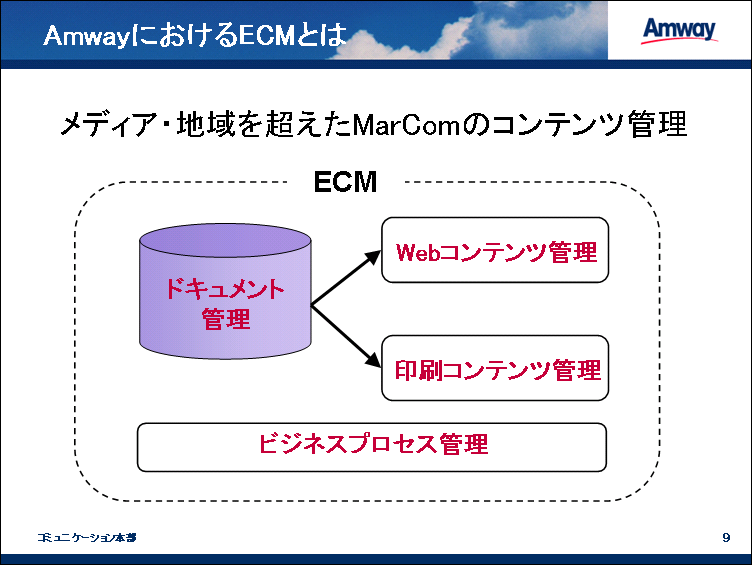 AmwayにおけるECMとは
Amway
メディア・地域を超えたMarComのコンテンツ管理
ECM
Webコンテンツ管理
ドキュメント
管理
印刷コンテンツ管理
ビジネスプロセス管理
コミュニケーション本部
9